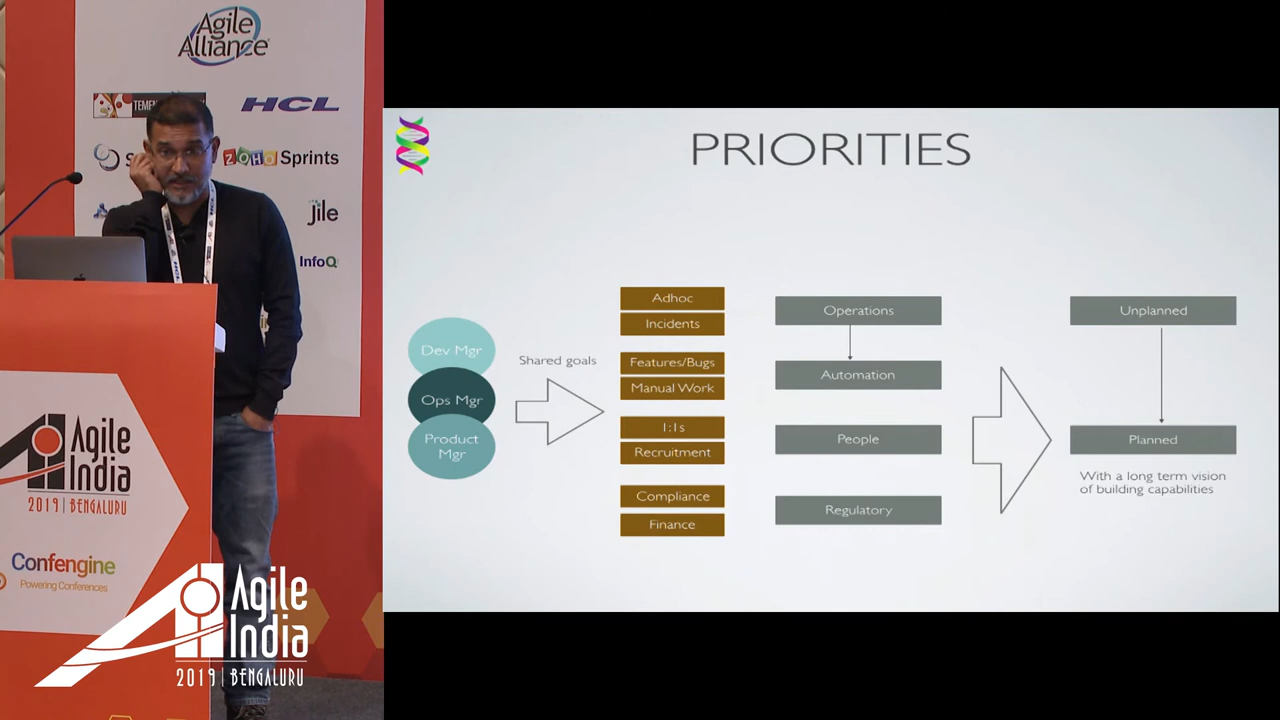 Agile
Alliance
HCL
ZOHO Sprints
jile
InfoQ
HCL
Agile
India
2019 | BENGALURU
Confengine
Powering Conferences
Agile
India
2019 | BENGALURU
PRIORITIES
Dev Mgr
Ops Mgr
Product
Mgr
Shared goals
Adhoc
Incidents
Features/Bugs
Manual Work
1:1s
Recruitment
Compliance
Finance
Operations
Automation
People
Regulatory
Unplanned
Planned
With a long term vision
of building capabilities